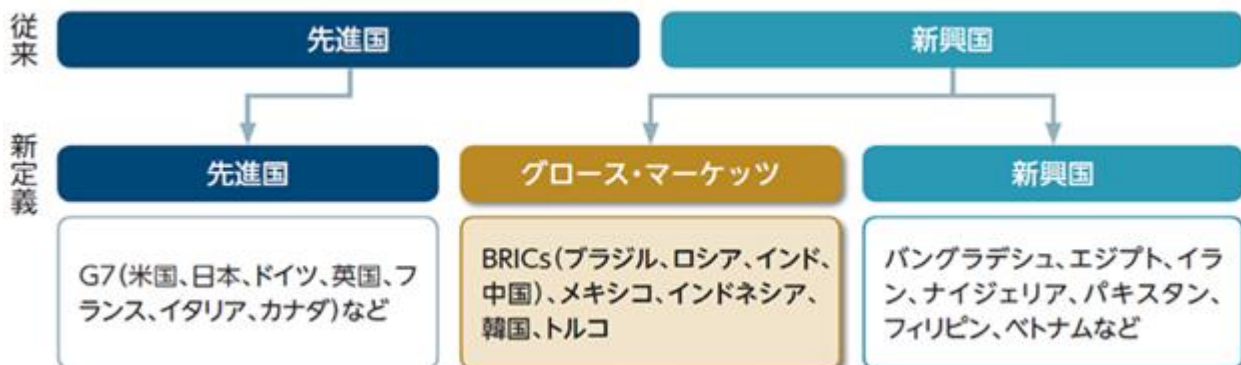 従来
先進国
新興国
新定義
先進国
グロース・マーケッツ
新興国
G7(米国、日本、ドイツ、英国、フ
ランス、イタリア、カナダ)など
BRICs(ブラジル、ロシア、インド、
中国)、メキシコ、インドネシア、
韓国、トルコ
バングラデシュ、エジプト、イラ
ン、ナイジェリア、パキスタン、
フィリピン、ベトナムなど